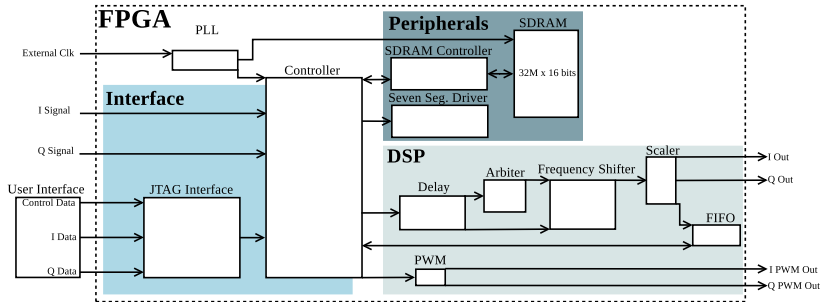 FPGA
PLL
External Clk
Peripherals
SDRAM
SDRAM Controller
32M x 16 bits
Controller
Seven Seg. Driver
Interface
I Signal
Q Signal
User Interface
Control Data
I Data
Q Data
JTAG Interface
DSP
Delay
Arbiter
Frequency Shifter
Scaler
I Out
Q Out
FIFO
PWM
I PWM Out
Q PWM Out